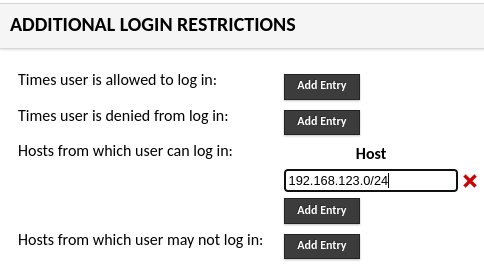 ADDITIONAL LOGIN RESTRICTIONS
Times user is allowed to log in: Add Entry
Times user is denied from log in: Add Entry
Hosts from which user can log in: Host
192.168.123.0/24
Add Entry
Hosts from which user may not log in: Add Entry